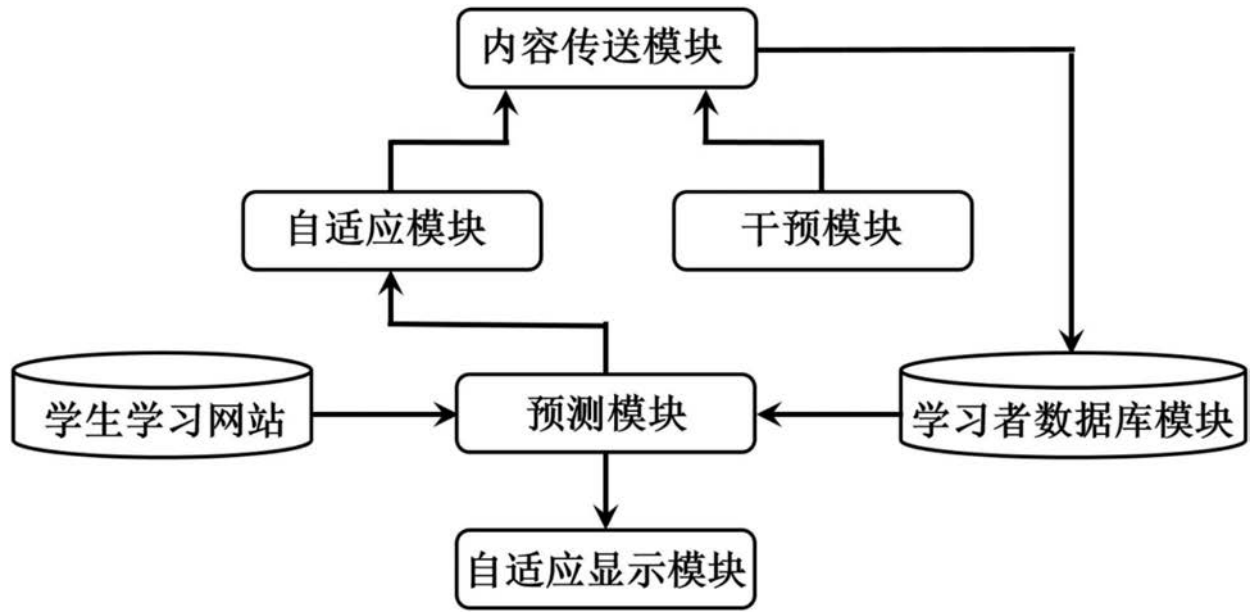 内容传送模块
自适应模块
干预模块
学生学习网站
预测模块
学习者数据库模块
自适应显示模块